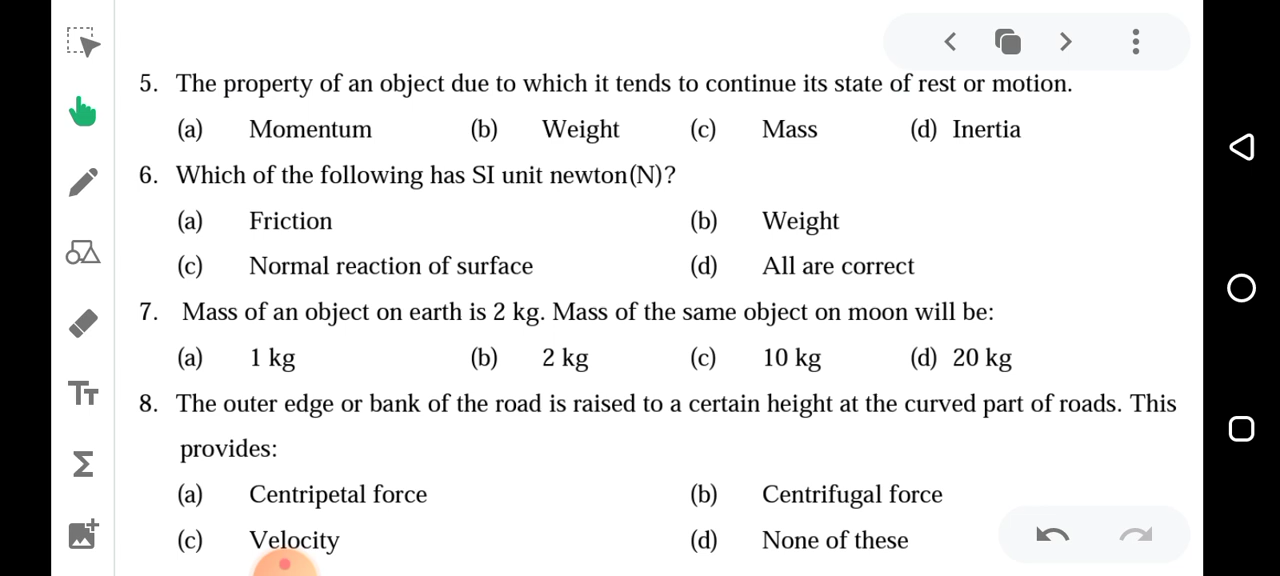 5. The property of an object due to which it tends to continue its state of rest or motion.
(a) Momentum (b) Weight (c) Mass (d) Inertia
6. Which of the following has SI unit newton(N)?
(a) Friction (b) Weight
(c) Normal reaction of surface (d) All are correct
7. Mass of an object on earth is 2 kg. Mass of the same object on moon will be:
(a) 1 kg (b) 2 kg (c) 10 kg (d) 20 kg
8. The outer edge or bank of the road is raised to a certain height at the curved part of roads. This
provides:
(a) Centripetal force (b) Centrifugal force
(c) Velocity (d) None of these
TT
Σ